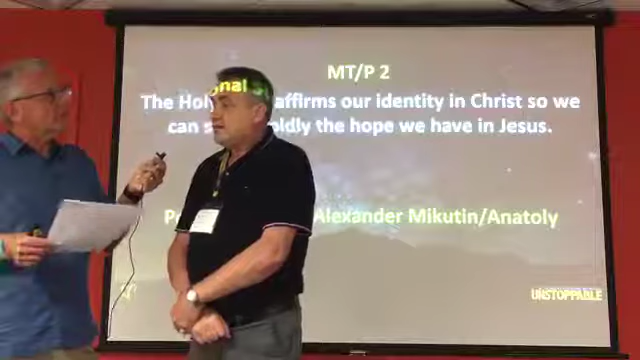 MT/P 2
The Holy affirms our identity in Christ so we
can oldly the hope we have in Jesus.
Alexander Mikutin/Anatoly
UNSTOPPABLE